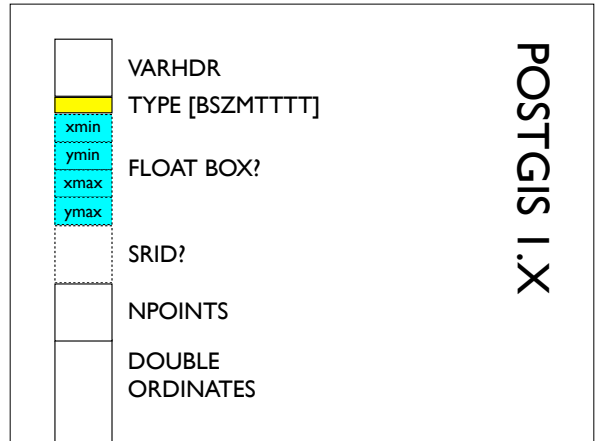 VARHDR
TYPE [BSZMTTTT]
xmin
ymin
xmax
ymax
FLOAT BOX?
SRID?
NPOINTS
DOUBLE
ORDINATES
POSTGIS 1.X